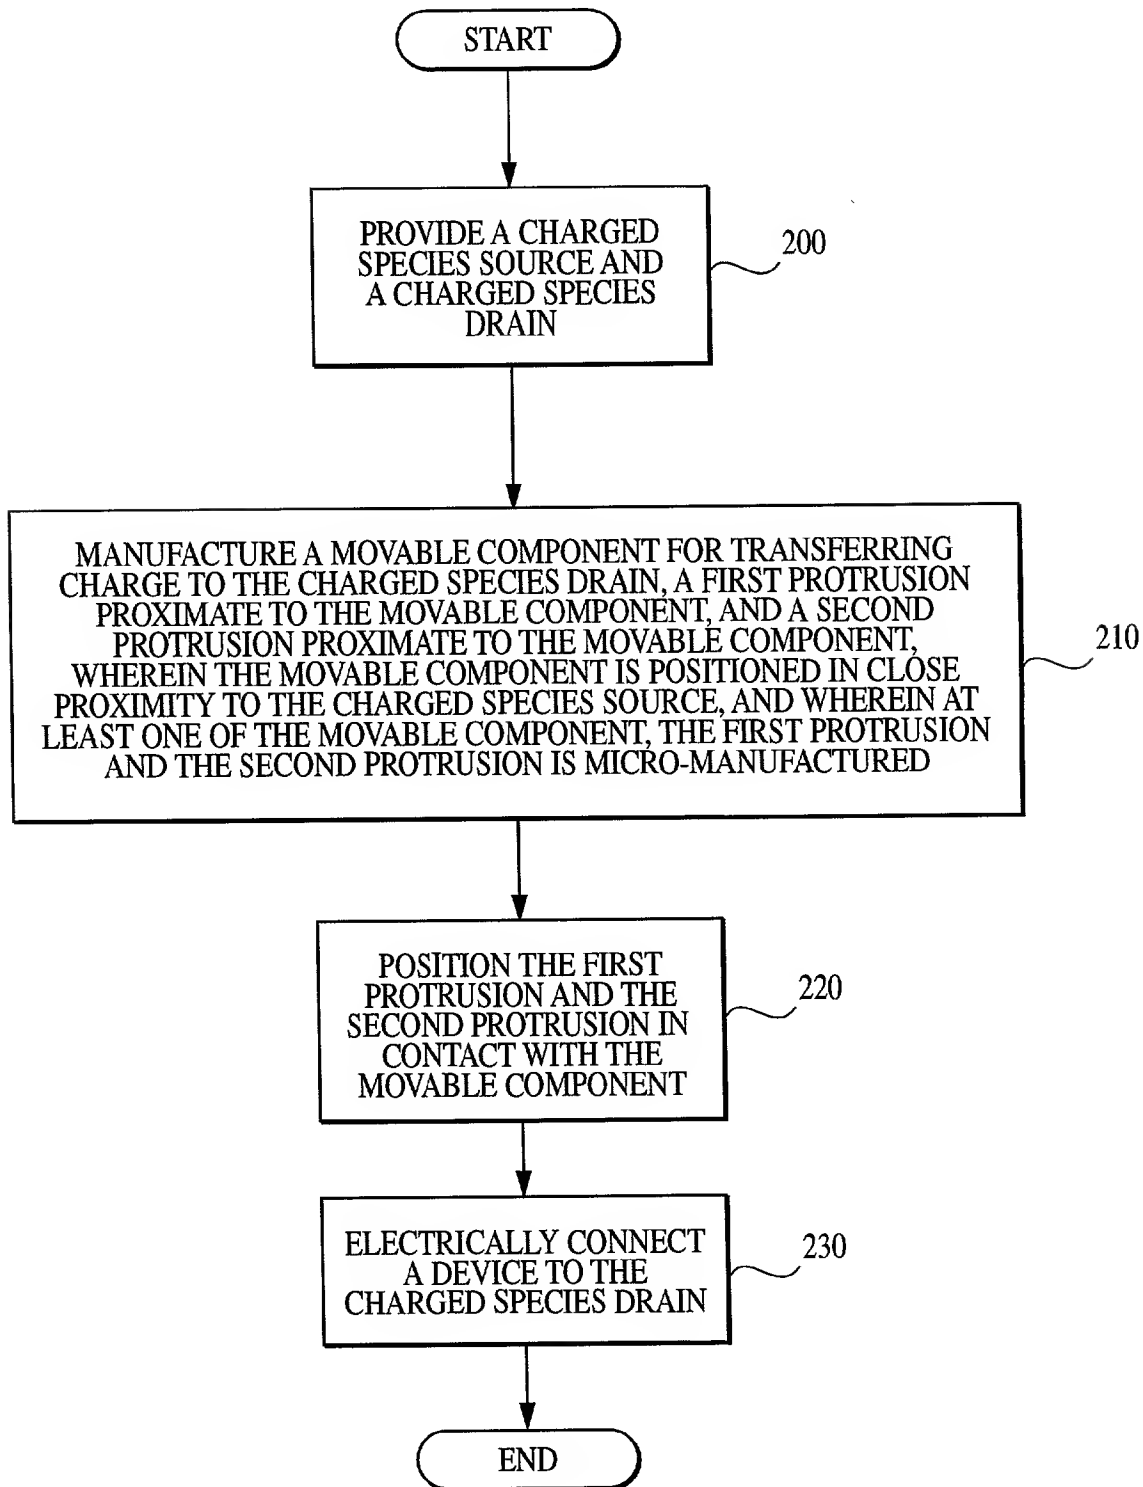 START
PROVIDE A CHARGED
SPECIES SOURCE AND
A CHARGED SPECIES
DRAIN
200
MANUFACTURE A MOVABLE COMPONENT FOR TRANSFERRING
CHARGE TO THE CHARGED SPECIES DRAIN, A FIRST PROTRUSION
PROXIMATE TO THE MOVABLE COMPONENT, AND A SECOND
PROTRUSION PROXIMATE TO THE MOVABLE COMPONENT,
WHEREIN THE MOVABLE COMPONENT IS POSITIONED IN CLOSE
PROXIMITY TO THE CHARGED SPECIES SOURCE, AND WHEREIN AT
LEAST ONE OF THE MOVABLE COMPONENT, THE FIRST PROTRUSION
AND THE SECOND PROTRUSION IS MICRO-MANUFACTURED
210
POSITION THE FIRST
PROTRUSION AND THE
SECOND PROTRUSION IN
CONTACT WITH THE
MOVABLE COMPONENT
220
ELECTRICALLY CONNECT
A DEVICE TO THE
CHARGED SPECIES DRAIN
230
END